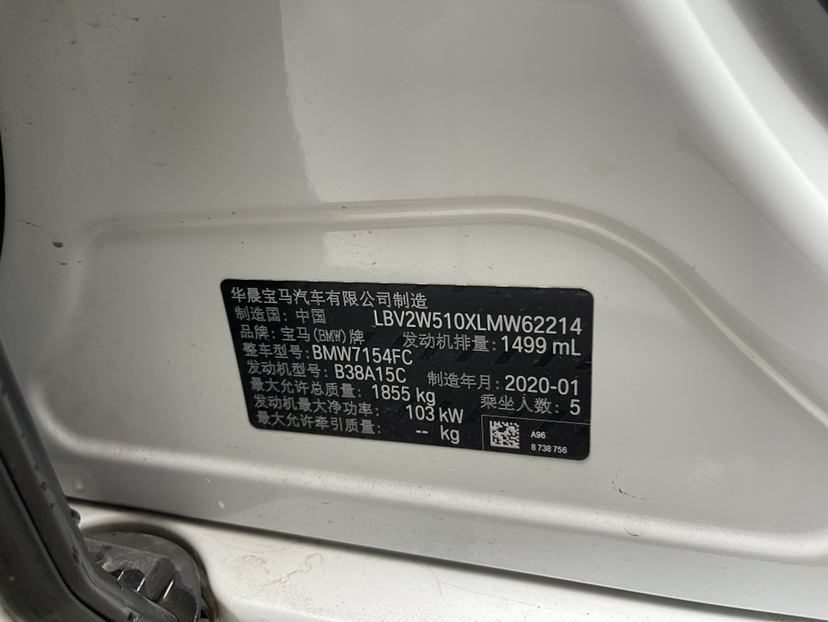 华晨宝马汽车有限公司制造
制造国: 中国 LBV2W510XLMW62214
品牌: 宝马(BMW)牌 发动机排量: 1499 mL
整车型号: BMW7154FC
发动机型号: B38A15C 制造年月: 2020-01
最大允许总质量: 1855 kg 乘坐人数: 5
发动机最大净功率: 103 kW
最大允许牵引质量: -- kg
A96
8 738 756